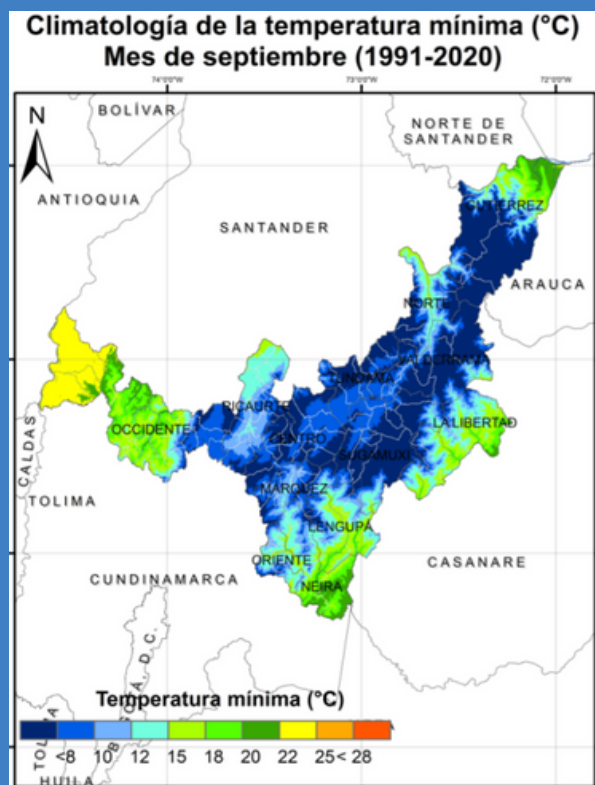 Climatología de la temperatura mínima (°C)
Mes de septiembre (1991-2020)
74°0'0"W 73°0'0"W 72°0'0"W
N
BOLÍVAR
NORTE DE
SANTANDER
ANTIOQUIA
GUTIERREZ
SANTANDER
ARAUCA
NORTE
VALDERRAMA
TUNDAMA
RICAURTE
LA LIBERTAD
OCCIDENTE
CENTRO
SUGAMUXI
CALDAS
MARQUEZ
TOLIMA
LENGUPÁ
ORIENTE
CASANARE
CUNDINAMARCA
NEIRA
BOGOTÁ, D.C.
Temperatura mínima (°C)
<8 10 12 15 18 20 22 25< 28
HUILA